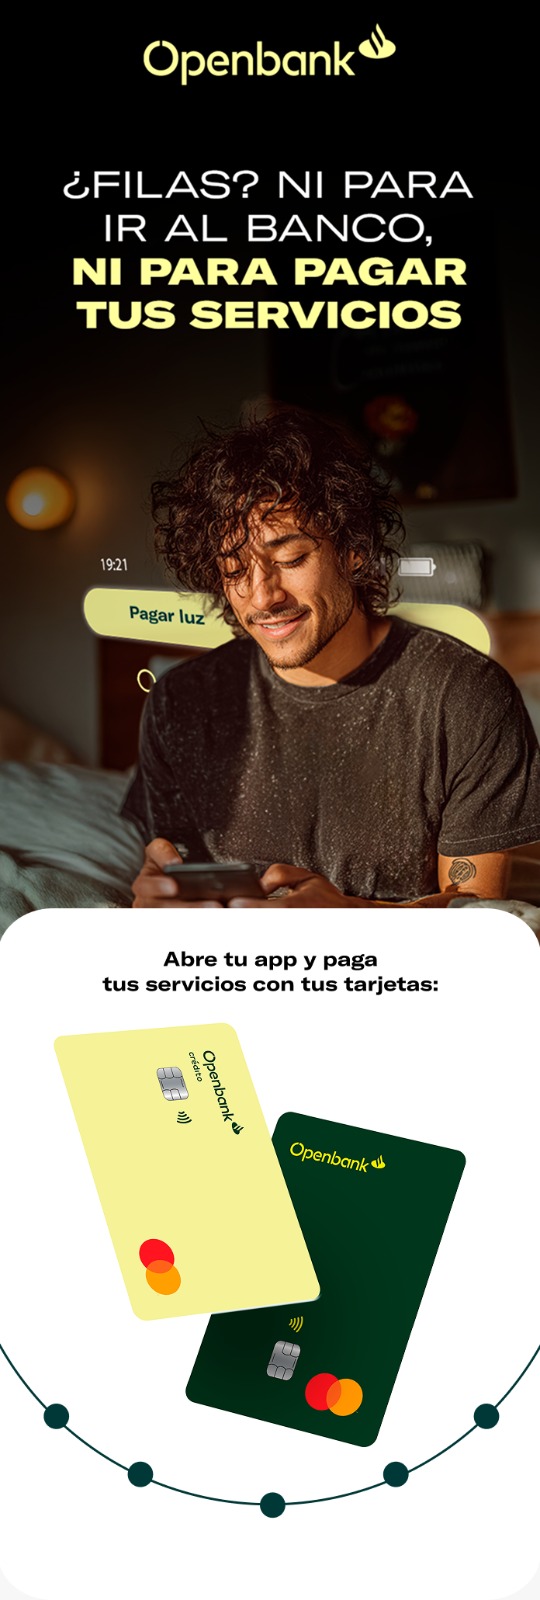 Openbank
¿FILAS? NI PARA
IR AL BANCO,
NI PARA PAGAR
TUS SERVICIOS
19:21
Pagar luz
Abre tu app y paga
tus servicios con tus tarjetas:
Openbank
crédito
Openbank